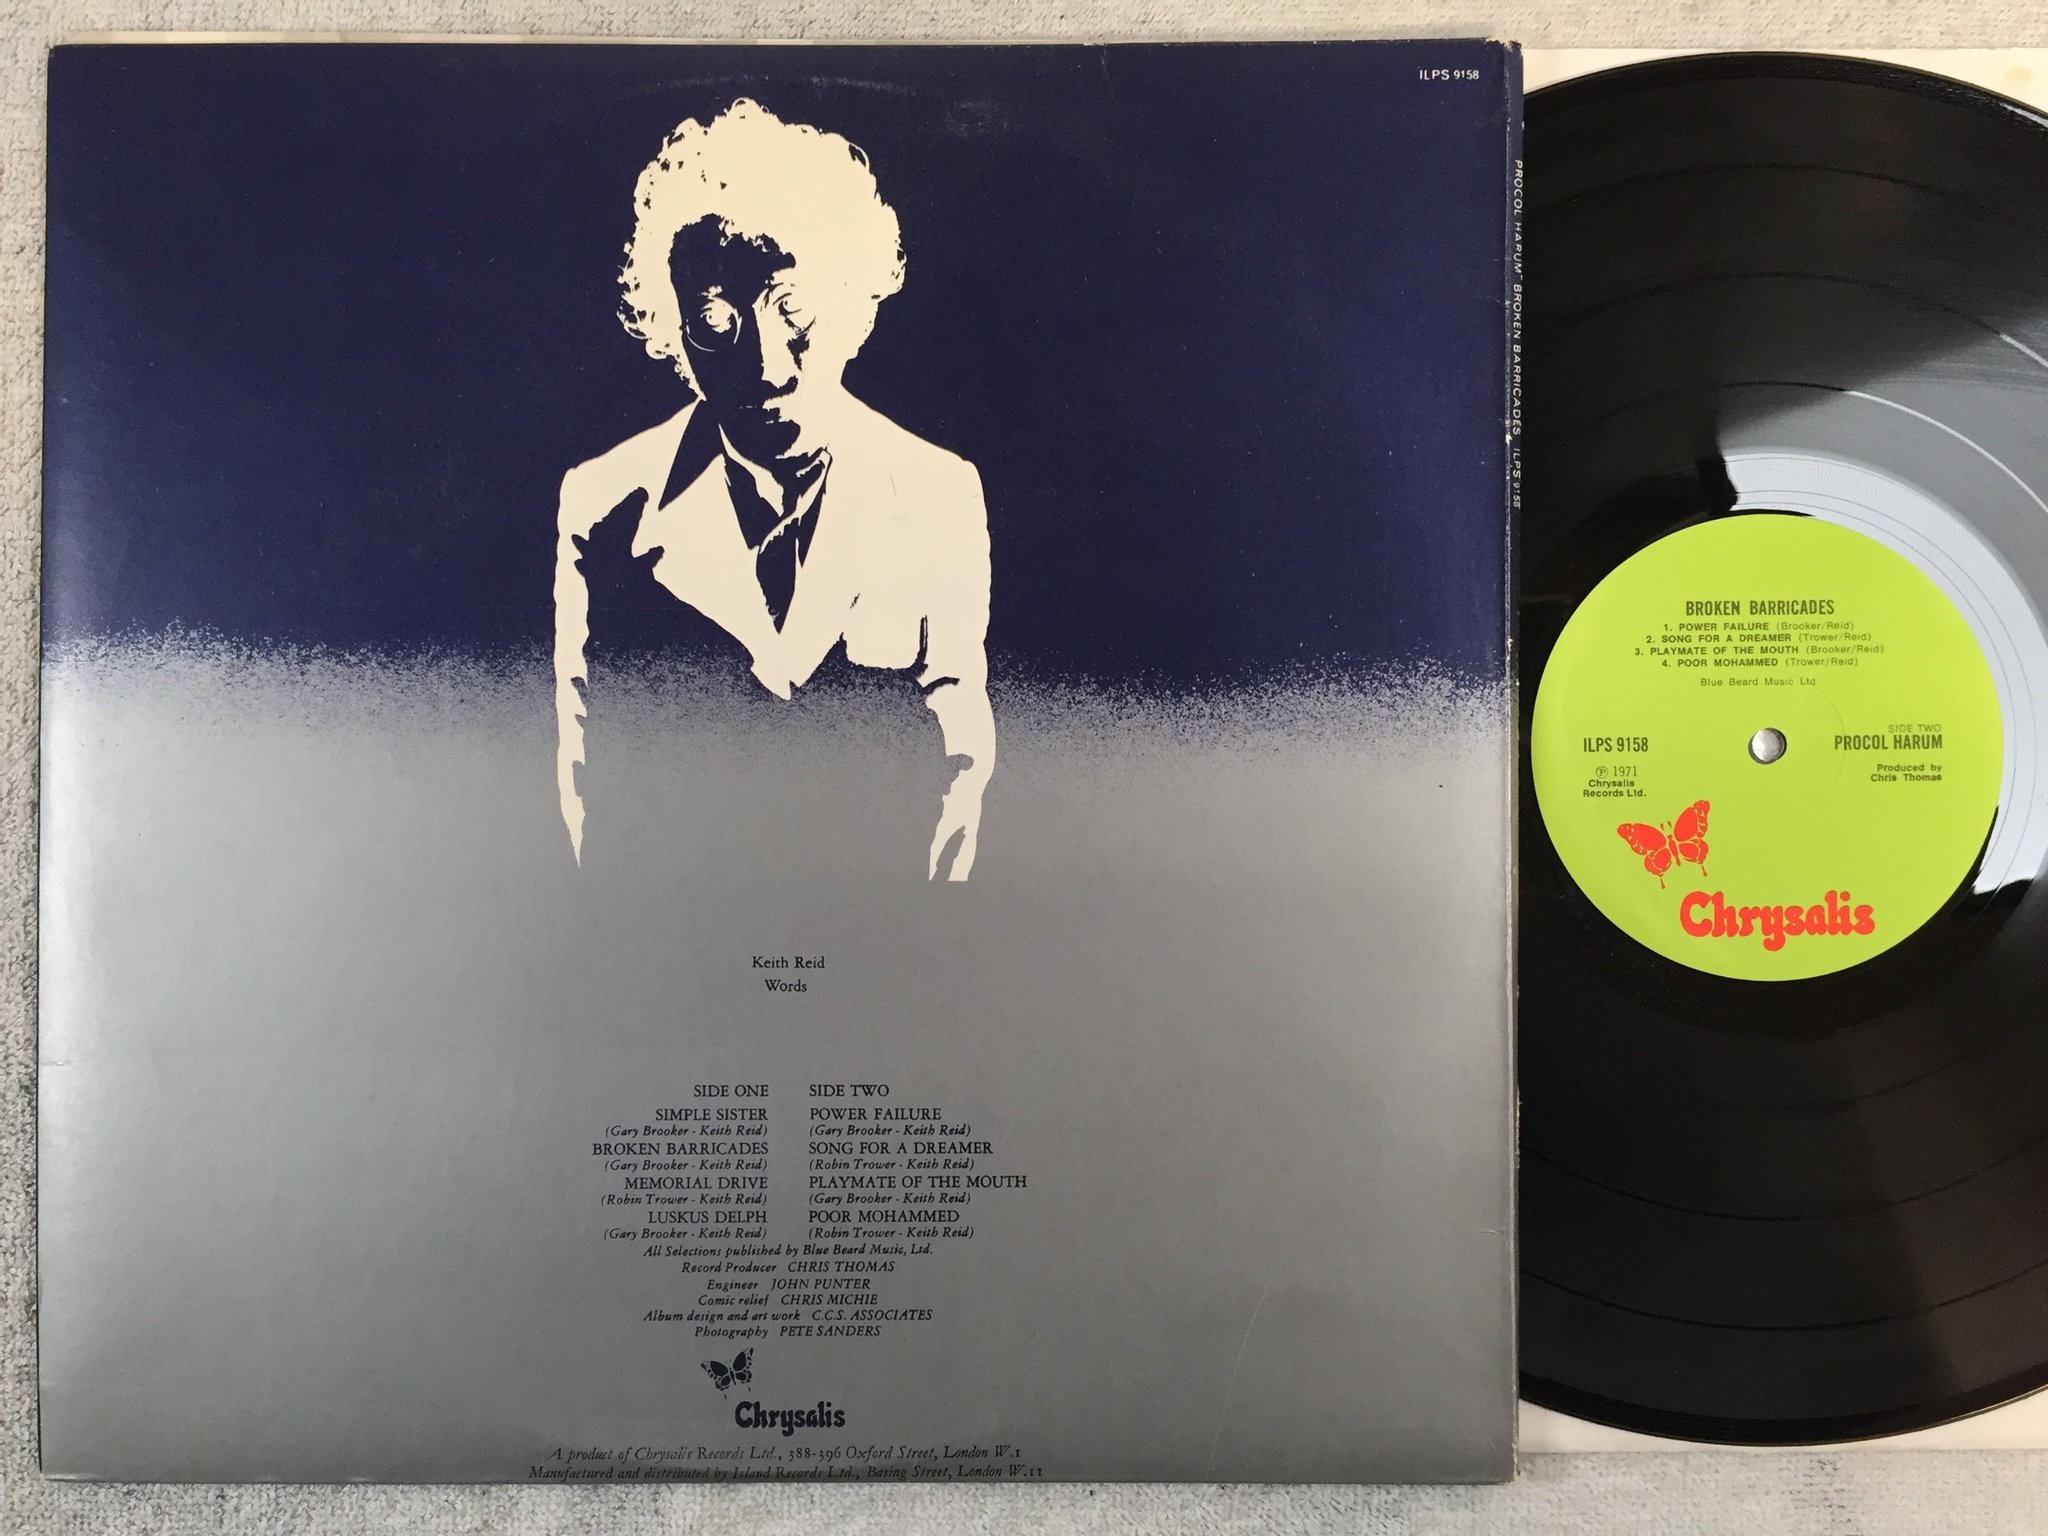 ILPS 9158
Keith Reid
Words
SIDE ONE
SIMPLE SISTER
(Gary Brooker - Keith Reid)
BROKEN BARRICADES
(Gary Brooker - Keith Reid)
MEMORIAL DRIVE
(Robin Trower - Keith Reid)
LUSKUS DELPH
(Gary Brooker - Keith Reid)
SIDE TWO
POWER FAILURE
(Gary Brooker - Keith Reid)
SONG FOR A DREAMER
(Robin Trower - Keith Reid)
PLAYMATE OF THE MOUTH
(Gary Brooker - Keith Reid)
POOR MOHAMMED
(Robin Trower - Keith Reid)
All Selections published by Blue Beard Music, Ltd.
Record Producer CHRIS THOMAS
Engineer JOHN PUNTER
Comic relief CHRIS MICHIE
Album design and art work C.C.S. ASSOCIATES
Photography PETE SANDERS
Chrysalis
A product of Chrysalis Records Ltd., 388-396 Oxford Street, London W.1
Manufactured and distributed by Island Records Ltd., Basing Street, London W.11
PROCOL HARUM BROKEN BARRICADES ILPS 9158
BROKEN BARRICADES
1. POWER FAILURE (Brooker/Reid)
2. SONG FOR A DREAMER (Trower/Reid)
3. PLAYMATE OF THE MOUTH (Brooker/Reid)
4. POOR MOHAMMED (Trower/Reid)
Blue Beard Music Ltd
ILPS 9158
℗ 1971
Chrysalis
Records Ltd.
SIDE TWO
PROCOL HARUM
Produced by
Chris Thomas
Chrysalis